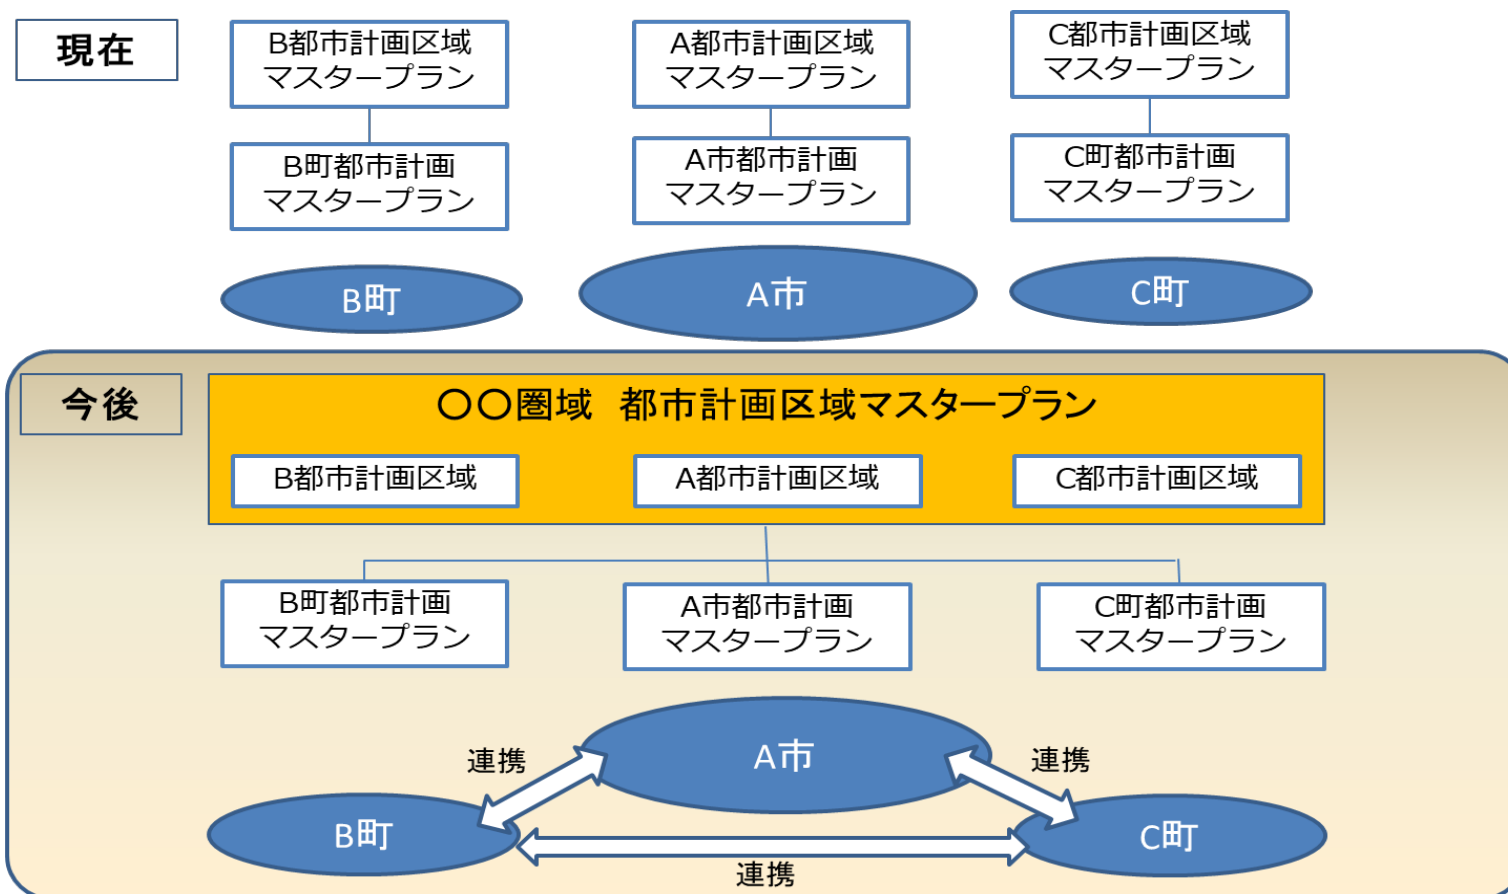 現在
B都市計画区域
マスタープラン
A都市計画区域
マスタープラン
C都市計画区域
マスタープラン
B町都市計画
マスタープラン
A市都市計画
マスタープラン
C町都市計画
マスタープラン
B町
A市
C町
今後
〇〇圏域 都市計画区域マスタープラン
B都市計画区域
A都市計画区域
C都市計画区域
B町都市計画
マスタープラン
A市都市計画
マスタープラン
C町都市計画
マスタープラン
A市
連携
連携
B町
C町
連携